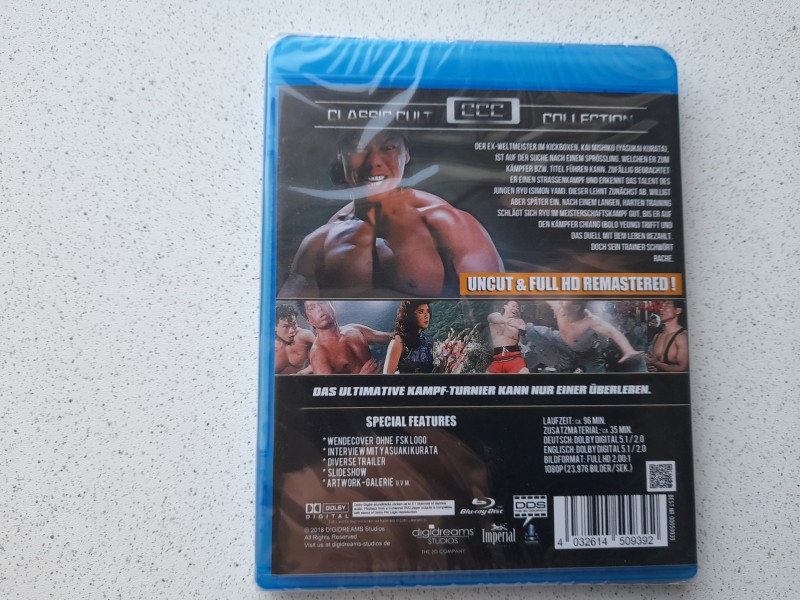 CLASSIC CULT CCC COLLECTION
DER EX-WELTMEISTER IM KICKBOXEN, KAI MISHIKO (YASUKAI KURATA),
IST AUF DER SUCHE NACH EINEM SPRÖSSLING, WELCHEN ER ZUM
KÄMPFER BZW. TITEL FÜHREN KANN. ZUFÄLLIG BEOBACHTET
ER EINEN STRASSENKAMPF UND ERKENNT DAS TALENT DES
JUNGEN RYU (SIMON YAM). DIESER LEHNT ZUNÄCHST AB, WILLIGT
ABER SPÄTER EIN. NACH EINEM LANGEN, HARTEN TRAINING
SCHLÄGT SICH RYU IM MEISTERSCHAFTSKAMPF GUT, BIS ER AUF
DEN KÄMPFER CHIANG (BOLO YEUNG) TRIFFT UND
DAS DUELL MIT DEM LEBEN BEZAHLT.
DOCH SEIN TRAINER SCHWÖRT
RACHE.
UNCUT & FULL HD REMASTERED !
DAS ULTIMATIVE KAMPF-TURNIER KANN NUR EINER ÜBERLEBEN.
SPECIAL FEATURES
* WENDECOVER OHNE FSK LOGO
* INTERVIEW MIT YASUAKI KURATA
* DIVERSE TRAILER
* SLIDESHOW
* ARTWORK-GALERIE U.V.M.
LAUFZEIT: CA. 96 MIN.
ZUSATZMATERIAL: CA. 35 MIN.
DEUTSCH: DOLBY DIGITAL 5.1 / 2.0
ENGLISCH: DOLBY DIGITAL 5.1 / 2.0
BILDFORMAT: FULL HD 2.00:1
1080P (23,976 BILDER/SEK.)
DOLBY
DIGITAL
© 2018 DIGIDREAMS Studios
All Rights Reserved
Visit us at digidreams-studios.de
digidreams
STUDIOS
Blu-ray Disc
Imperial
DDS
4 032614 509392